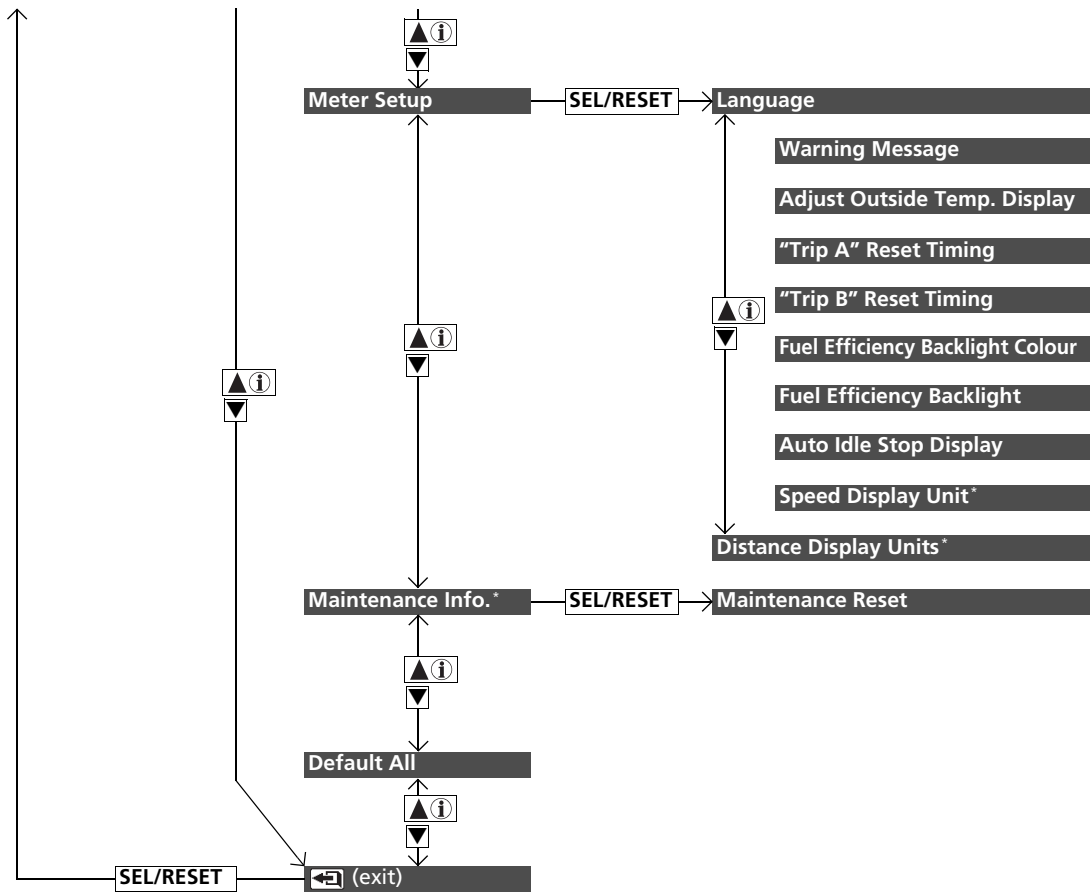 ▲ⓘ
▼
Meter Setup
SEL/RESET
Language
Warning Message
Adjust Outside Temp. Display
“Trip A” Reset Timing
“Trip B” Reset Timing
▲ⓘ
▼
▲ⓘ
▼
Fuel Efficiency Backlight Colour
▲ⓘ
▼
Fuel Efficiency Backlight
Auto Idle Stop Display
Speed Display Unit*
Distance Display Units*
Maintenance Info.*
SEL/RESET
Maintenance Reset
▲ⓘ
▼
Default All
▲ⓘ
▼
SEL/RESET
(exit)